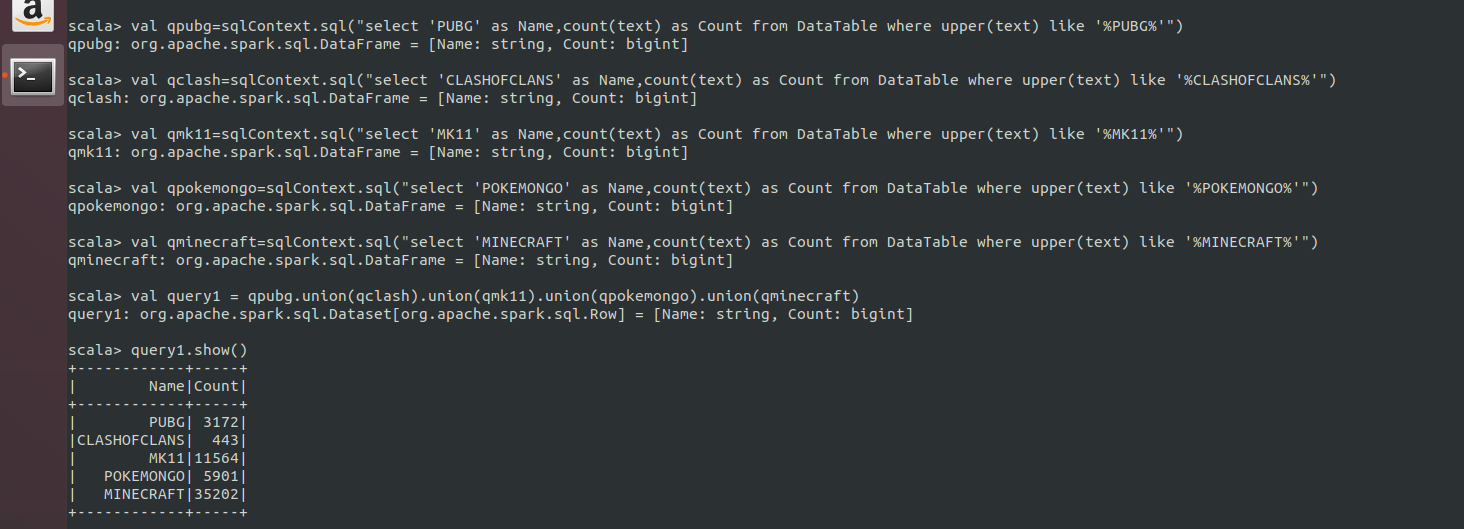 a
>_
scala> val qpubg=sqlContext.sql("select 'PUBG' as Name,count(text) as Count from DataTable where upper(text) like '%PUBG%'")
qpubg: org.apache.spark.sql.DataFrame = [Name: string, Count: bigint]
scala> val qclash=sqlContext.sql("select 'CLASHOFCLANS' as Name,count(text) as Count from DataTable where upper(text) like '%CLASHOFCLANS%'")
qclash: org.apache.spark.sql.DataFrame = [Name: string, Count: bigint]
scala> val qmk11=sqlContext.sql("select 'MK11' as Name,count(text) as Count from DataTable where upper(text) like '%MK11%'")
qmk11: org.apache.spark.sql.DataFrame = [Name: string, Count: bigint]
scala> val qpokemongo=sqlContext.sql("select 'POKEMONGO' as Name,count(text) as Count from DataTable where upper(text) like '%POKEMONGO%'")
qpokemongo: org.apache.spark.sql.DataFrame = [Name: string, Count: bigint]
scala> val qminecraft=sqlContext.sql("select 'MINECRAFT' as Name,count(text) as Count from DataTable where upper(text) like '%MINECRAFT%'")
qminecraft: org.apache.spark.sql.DataFrame = [Name: string, Count: bigint]
scala> val query1 = qpubg.union(qclash).union(qmk11).union(qpokemongo).union(qminecraft)
query1: org.apache.spark.sql.Dataset[org.apache.spark.sql.Row] = [Name: string, Count: bigint]
scala> query1.show()
+------------+-----+
|        Name|Count|
+------------+-----+
|        PUBG| 3172|
|CLASHOFCLANS|  443|
|        MK11|11564|
|   POKEMONGO| 5901|
|   MINECRAFT|35202|
+------------+-----+